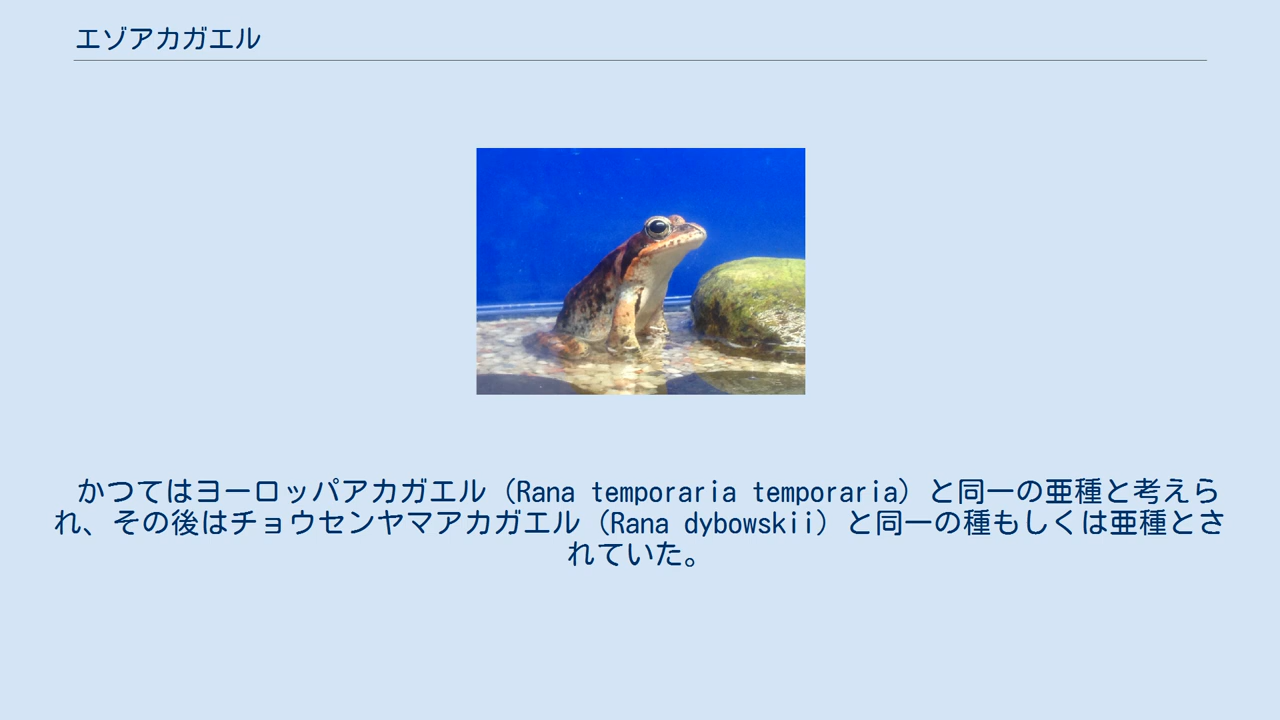 エゾアカガエル
かつてはヨーロッパアカガエル（Rana temporaria temporaria）と同一の亜種と考えら
れ、その後はチョウセンヤマアカガエル（Rana dybowskii）と同一の種もしくは亜種とさ
れていた。